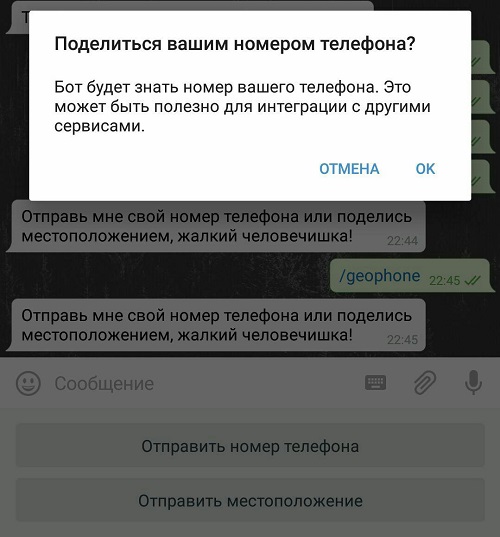 Т
Поделиться вашим номером телефона?
Бот будет знать номер вашего телефона. Это
может быть полезно для интеграции с другими
сервисами.
ОТМЕНА OK
Отправь мне свой номер телефона или поделись
местоположением, жалкий человечишка! 22:44
/geophone 22:45
Отправь мне свой номер телефона или поделись
местоположением, жалкий человечишка! 22:45
Сообщение
Отправить номер телефона
Отправить местоположение